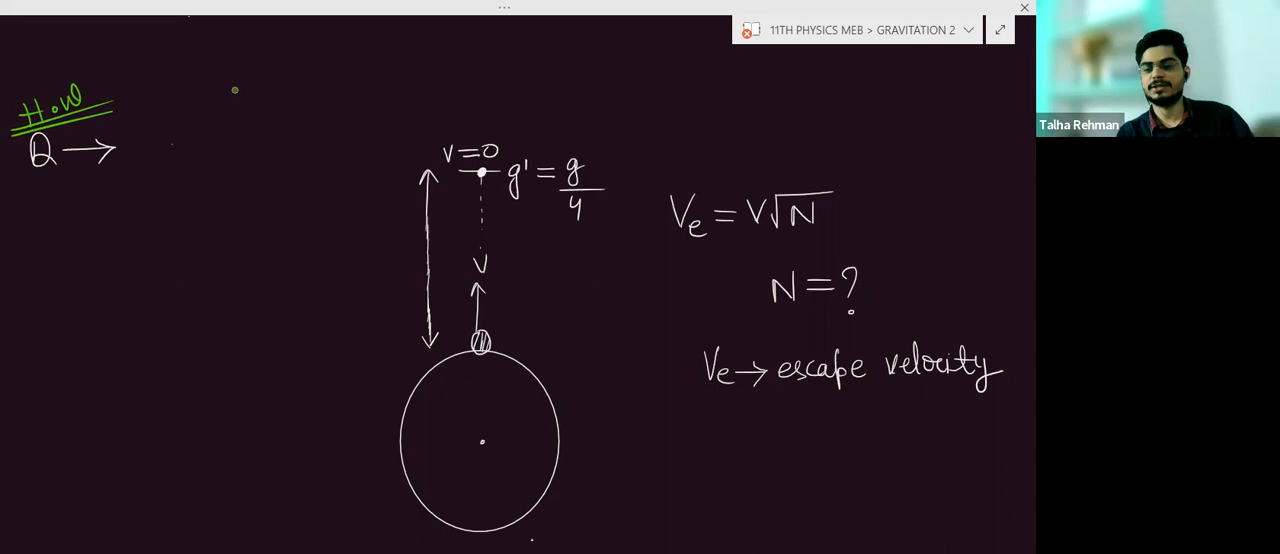 11TH PHYSICS MEB > GRAVITATION 2
Talha Rehman
H.W
Q →
v=0
g' = g/4
V
Ve = V√N
N = ?
Ve → escape velocity